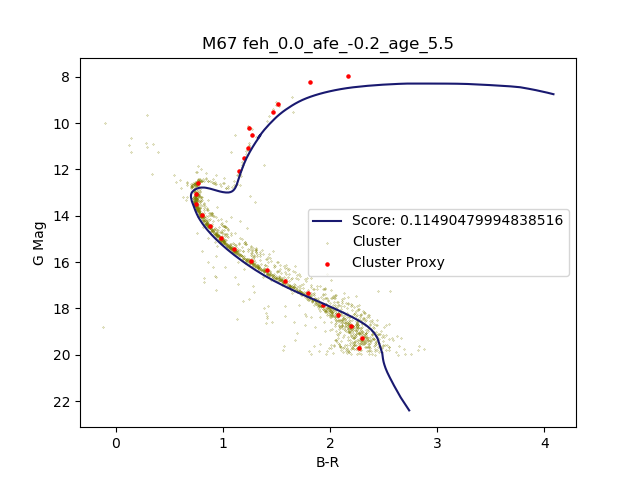 M67 feh_0.0_afe_-0.2_age_5.5
G Mag
8
10
12
14
16
18
20
22
Score: 0.11490479994838516
Cluster
Cluster Proxy
0
1
2
3
4
B-R